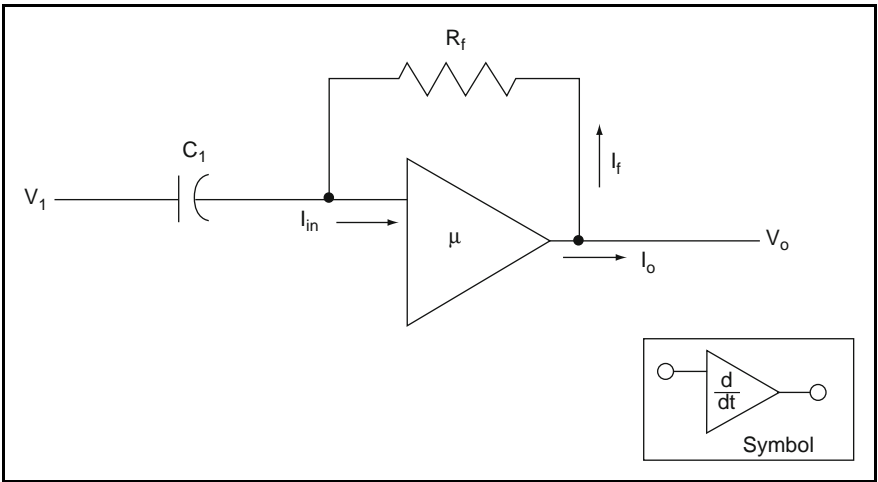 R_f
C_1
V_1
I_in
μ
I_f
I_o
V_o
d
dt
Symbol